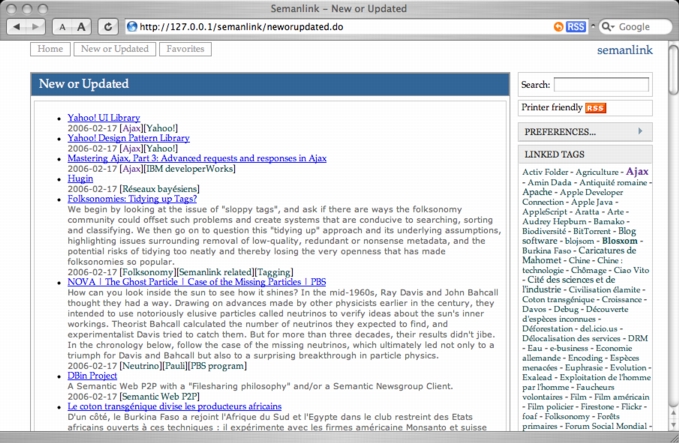 Semanlink – New or Updated
A A http://127.0.0.1/semanlink/neworupdated.do RSS Google
Home New or Updated Favorites semanlink
New or Updated
Yahoo! UI Library
2006-02-17 [Ajax][Yahoo!]
Yahoo! Design Pattern Library
2006-02-17 [Ajax][Yahoo!]
Mastering Ajax, Part 3: Advanced requests and responses in Ajax
2006-02-17 [Ajax][IBM developerWorks]
Hugin
2006-02-17 [Réseaux bayésiens]
Folksonomies: Tidying up Tags?
We begin by looking at the issue of "sloppy tags", and ask if there are ways the folksonomy
community could offset such problems and create systems that are conducive to searching, sorting
and classifying. We then go on to question this "tidying up" approach and its underlying assumptions,
highlighting issues surrounding removal of low-quality, redundant or nonsense metadata, and the
potential risks of tidying too neatly and thereby losing the very openness that has made
folksonomies so popular.
2006-02-17 [Folksonomy][Semanlink related][Tagging]
NOVA | The Ghost Particle | Case of the Missing Particles | PBS
How can you look inside the sun to see how it shines? In the mid-1960s, Ray Davis and John Bahcall
thought they had a way. Drawing on advances made by other physicists earlier in the century, they
intended to use notoriously elusive particles called neutrinos to verify ideas about the sun's inner
workings. Theorist Bahcall calculated the number of neutrinos they expected to find, and
experimentalist Davis tried to catch them. But for more than three decades, their results didn't jibe.
In the chronology below, follow the case of the missing neutrinos, which ultimately led not only to a
triumph for Davis and Bahcall but also to a surprising breakthrough in particle physics.
2006-02-17 [Neutrino][Pauli][PBS program]
DBin Project
A Semantic Web P2P with a "Filesharing philosophy" and/or a Semantic Newsgroup Client.
2006-02-17 [Semantic Web P2P]
Le coton transgénique divise les producteurs africains
D'un côté, le Burkina Faso a rejoint l'Afrique du Sud et l'Egypte dans le club restreint des Etats
africains ouverts à ces techniques : il expérimente avec les firmes américaine Monsanto et suisse
Search:
Printer friendly RSS
PREFERENCES...
LINKED TAGS
Activ Folder - Agriculture - Ajax
- Amin Dada - Antiquité romaine -
Apache - Apple Developer
Connection - Apple Java -
AppleScript - Aratta - Arte -
Audrey Hepburn - Bamako -
Biodiversité - BitTorrent - Blog
software - blojsom - Blosxom -
Burkina Faso - Caricatures de
Mahomet - Chine - Chine :
technologie - Chômage - Ciao Vito
- Cité des sciences et de
l'industrie - Civilisation élamite -
Coton transgénique - Croissance -
Davos - Debug - Découverte
d'espèces inconnues -
Déforestation - del.icio.us -
Délocalisation des services - DRM
- Eau - e-business - Economie
allemande - Encoding - Espèces
menacées - Euphrasie - Evolution -
Exalead - Exploitation de l'homme
par l'homme - Faucheurs
volontaires - Film - Film américain
- Film policier - Firestone - Flickr -
foaf - Folksonomy - Forêts
primaires - Forum Social Mondial -